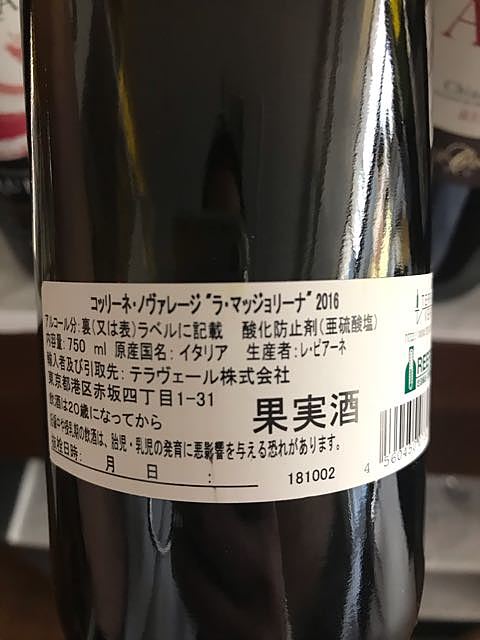 コッリーネ・ノヴァレージ "ラ・マッジョリーナ" 2016
アルコール分：裏（又は表）ラベルに記載　酸化防止剤（亜硫酸塩）
内容量：750 ml 原産国名：イタリア　生産者：レ・ピアーネ
輸入者及び引取先：テラヴェール株式会社
東京都港区赤坂四丁目1-31
飲酒は20歳になってから
果実酒
妊娠中や授乳期の飲酒は、胎児・乳児の発育に悪影響を与える恐れがあります。
抜栓日時：　月　日　：
181002